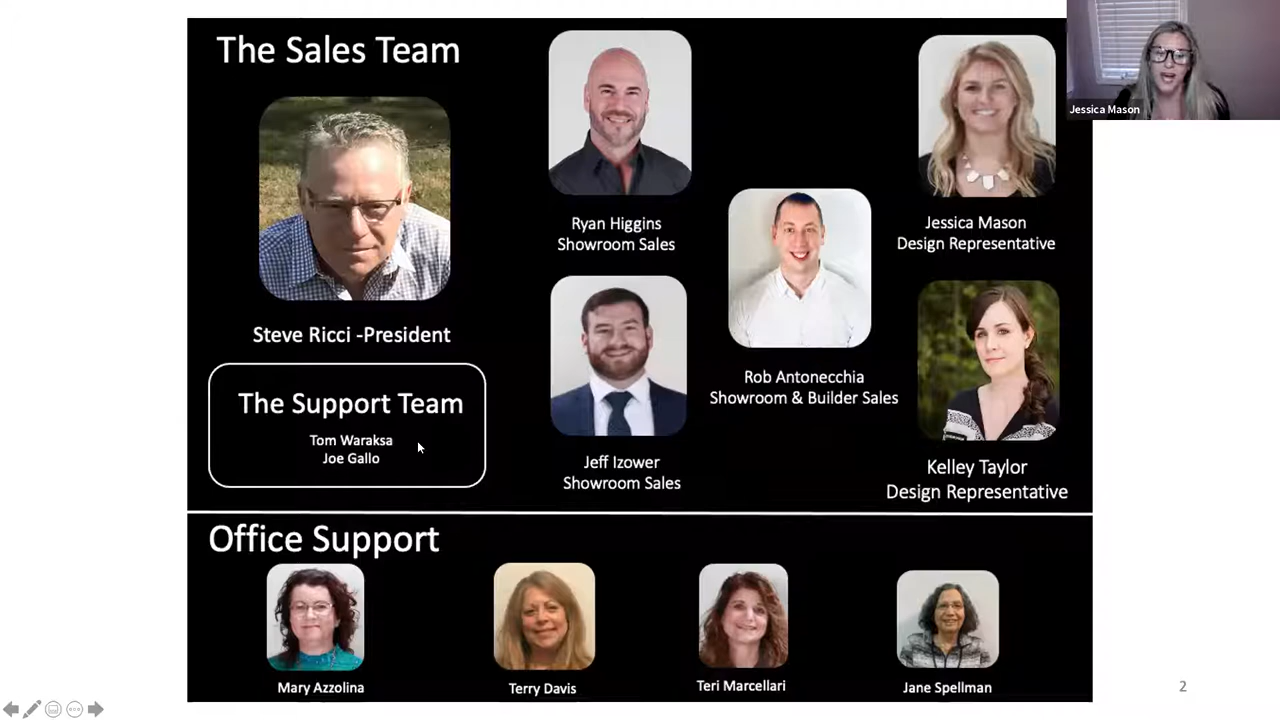 The Sales Team
Steve Ricci -President
The Support Team
Tom Waraksa
Joe Gallo
Ryan Higgins
Showroom Sales
Jeff Izower
Showroom Sales
Rob Antonecchia
Showroom & Builder Sales
Jessica Mason
Design Representative
Kelley Taylor
Design Representative
Jessica Mason
Office Support
Mary Azzolina
Terry Davis
Teri Marcellari
Jane Spellman
2